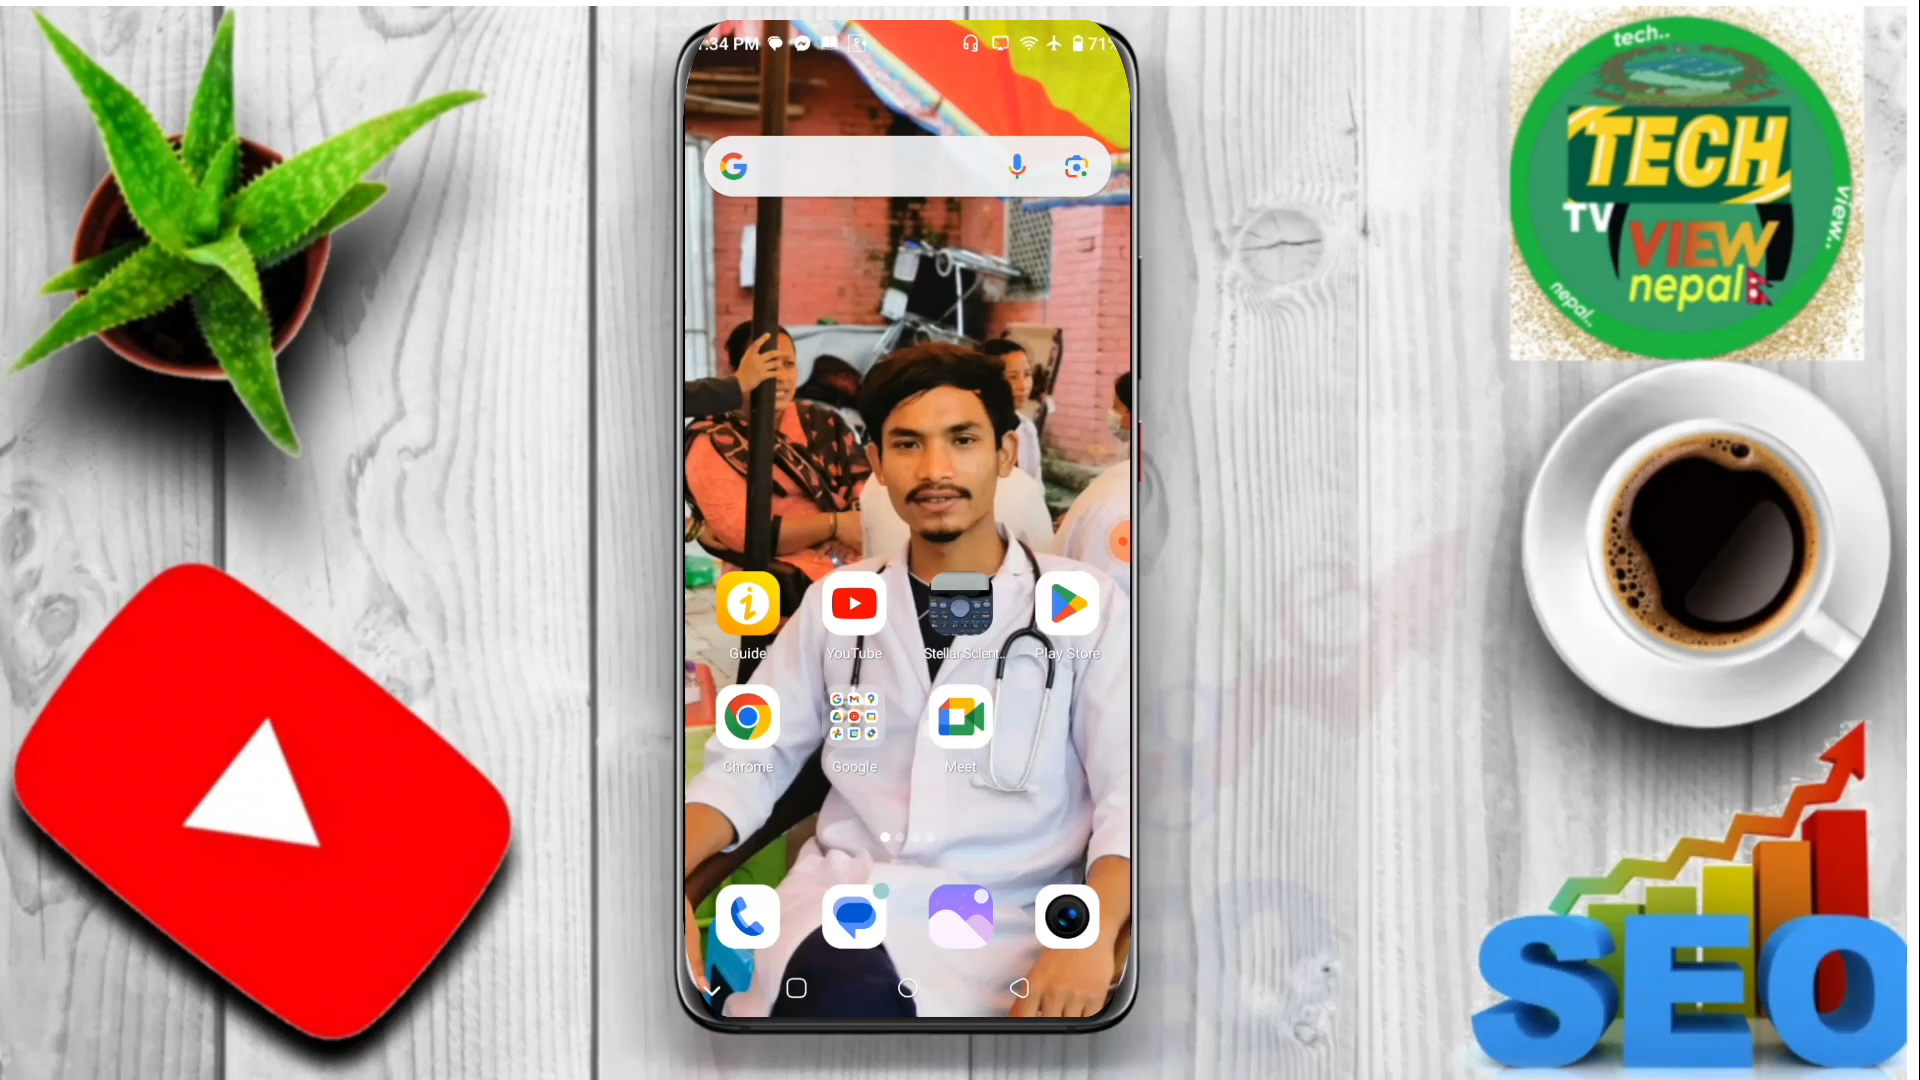 :34 PM
71%
tech..
TECH
TV
VIEW
nepal
view..
nepal..
Guide
YouTube
Stellar Scient..
Play Store
Chrome
Google
Meet
SEO